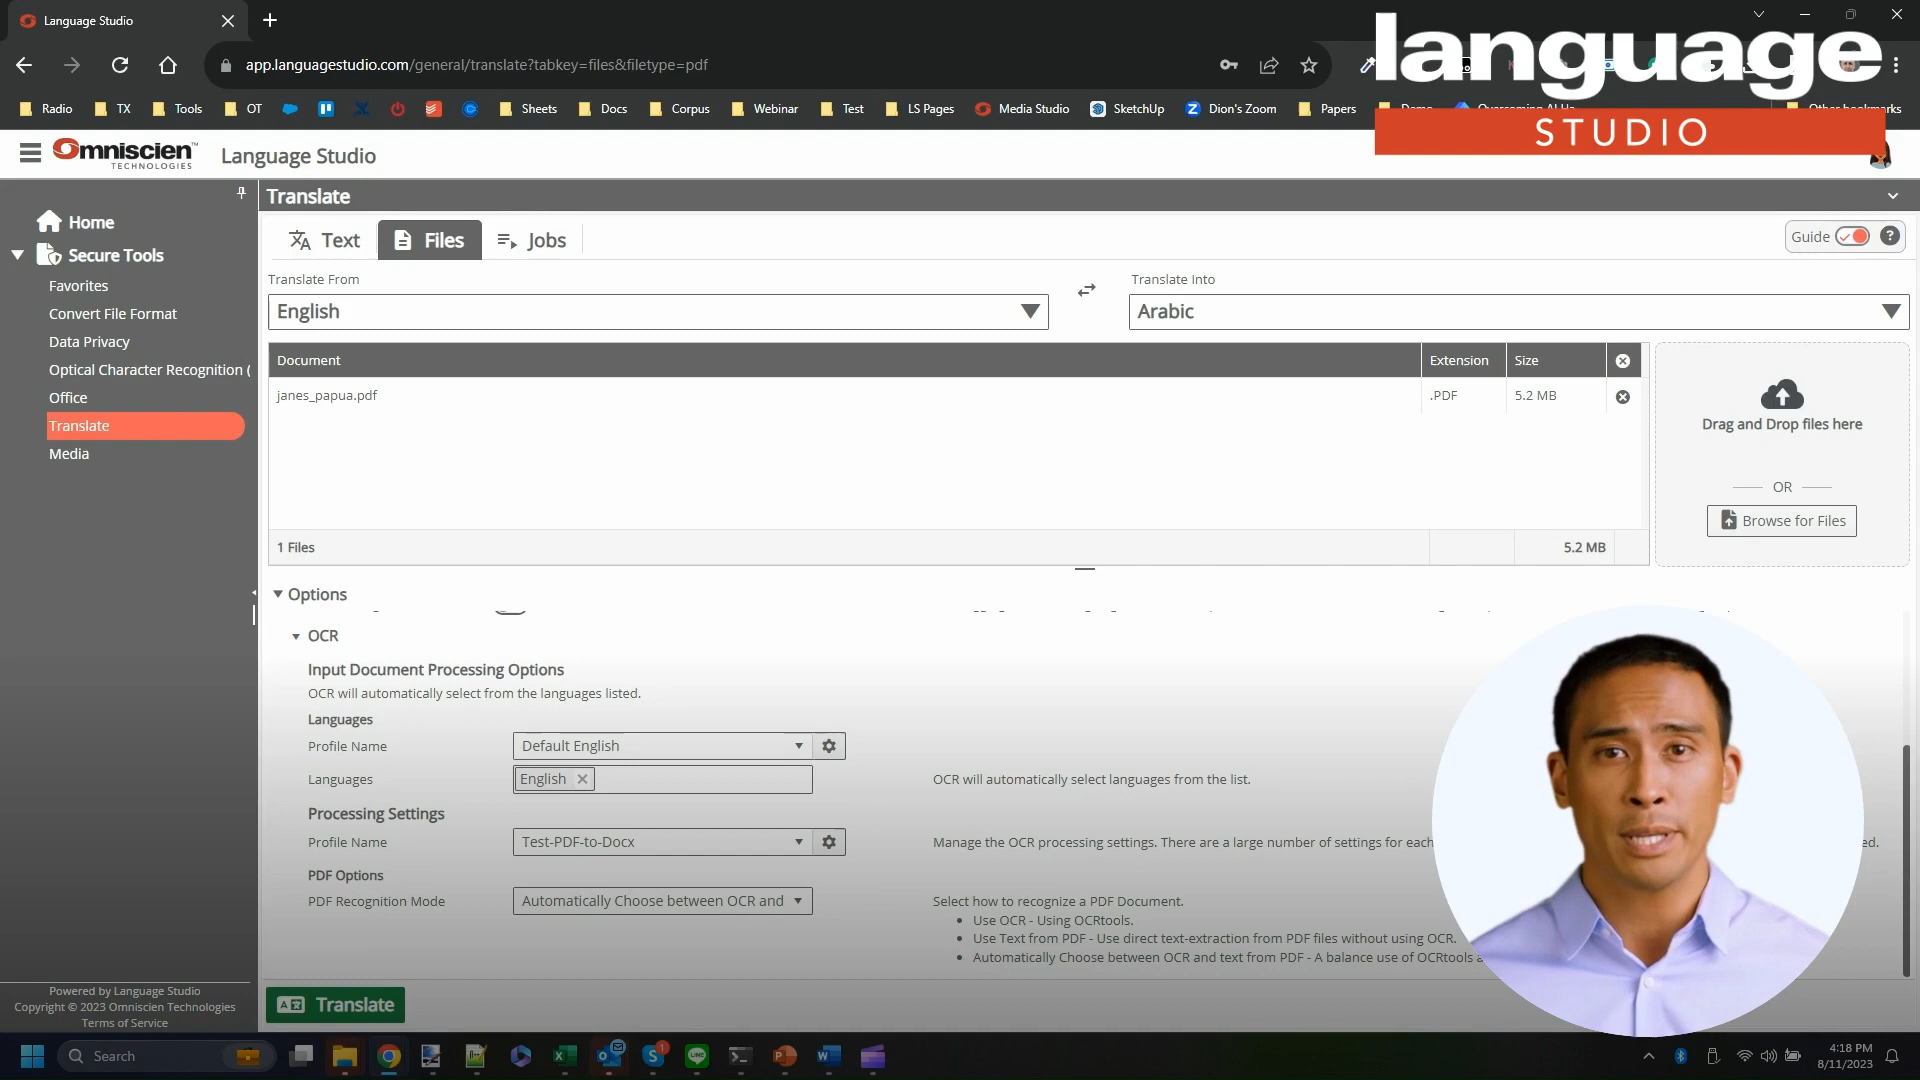 Language Studio
app.languagestudio.com/general/translate?tabkey=files&filetype=pdf
language
STUDIO
Radio TX Tools OT Sheets Docs Corpus Webinar Test LS Pages Media Studio SketchUp Dion's Zoom Papers
Omniscien
TECHNOLOGIES
Language Studio
Translate
Home
Secure Tools
Favorites
Convert File Format
Data Privacy
Optical Character Recognition (
Office
Translate
Media
Text Files Jobs
Guide
Translate From
Translate Into
English
Arabic
Document Extension Size
janes_papua.pdf .PDF 5.2 MB
1 Files 5.2 MB
Drag and Drop files here
OR
Browse for Files
Options
OCR
Input Document Processing Options
OCR will automatically select from the languages listed.
Languages
Profile Name Default English
Languages English OCR will automatically select languages from the list.
Processing Settings
Profile Name Test-PDF-to-Docx Manage the OCR processing settings. There are a large number of settings for each ed.
PDF Options
PDF Recognition Mode Automatically Choose between OCR and Select how to recognize a PDF Document.
• Use OCR - Using OCRtools.
• Use Text from PDF - Use direct text-extraction from PDF files without using OCR.
• Automatically Choose between OCR and text from PDF - A balance use of OCRtools
Translate
Powered by Language Studio
Copyright © 2023 Omniscien Technologies
Terms of Service
Search
4:18 PM
8/11/2023